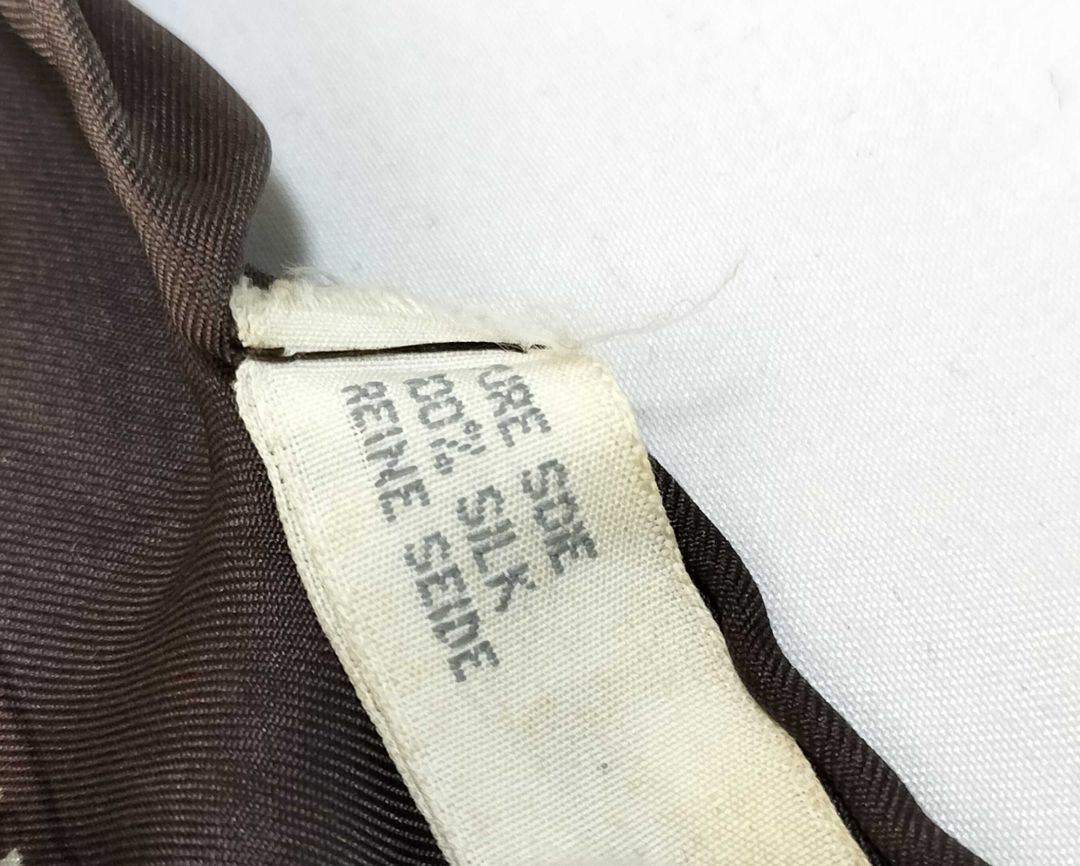 URE SOIE
00% SILK
REINE SEIDE